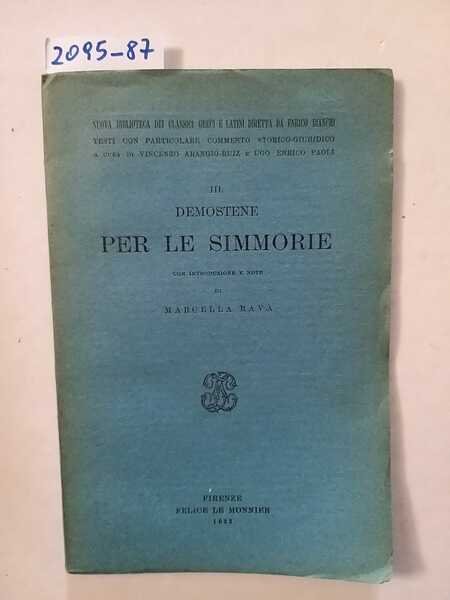 2095-87
NUOVA BIBLIOTECA DEI CLASSICI GRECI E LATINI DIRETTA DA ENRICO BIANCHI
TESTI CON PARTICOLARE COMMENTO STORICO-GIURIDICO
A CURA DI VINCENZO ARANGIO-RUIZ E UGO ENRICO PAOLI
III.
DEMOSTENE
PER LE SIMMORIE
CON INTRODUZIONE E NOTE
DI
MARCELLA RAVÀ
FIRENZE
FELICE LE MONNIER